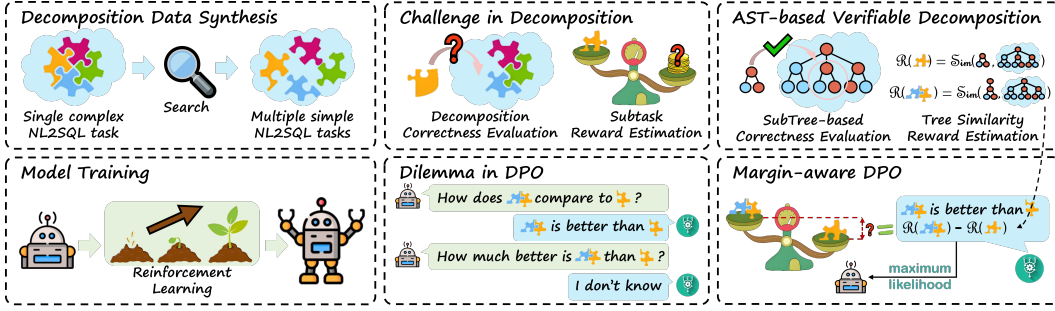 Decomposition Data Synthesis
Single complex
NL2SQL task
Search
Multiple simple
NL2SQL tasks
Challenge in Decomposition
?
?
Decomposition
Correctness Evaluation
Subtask
Reward Estimation
AST-based Verifiable Decomposition
R( ) = Sim( , )
R( ) = Sim( , )
SubTree-based
Correctness Evaluation
Tree Similarity
Reward Estimation
Model Training
Reinforcement
Learning
Dilemma in DPO
How does compare to ?
is better than
How much better is than ?
I don't know
Margin-aware DPO
? =
is better than
R( ) - R( )
maximum
likelihood